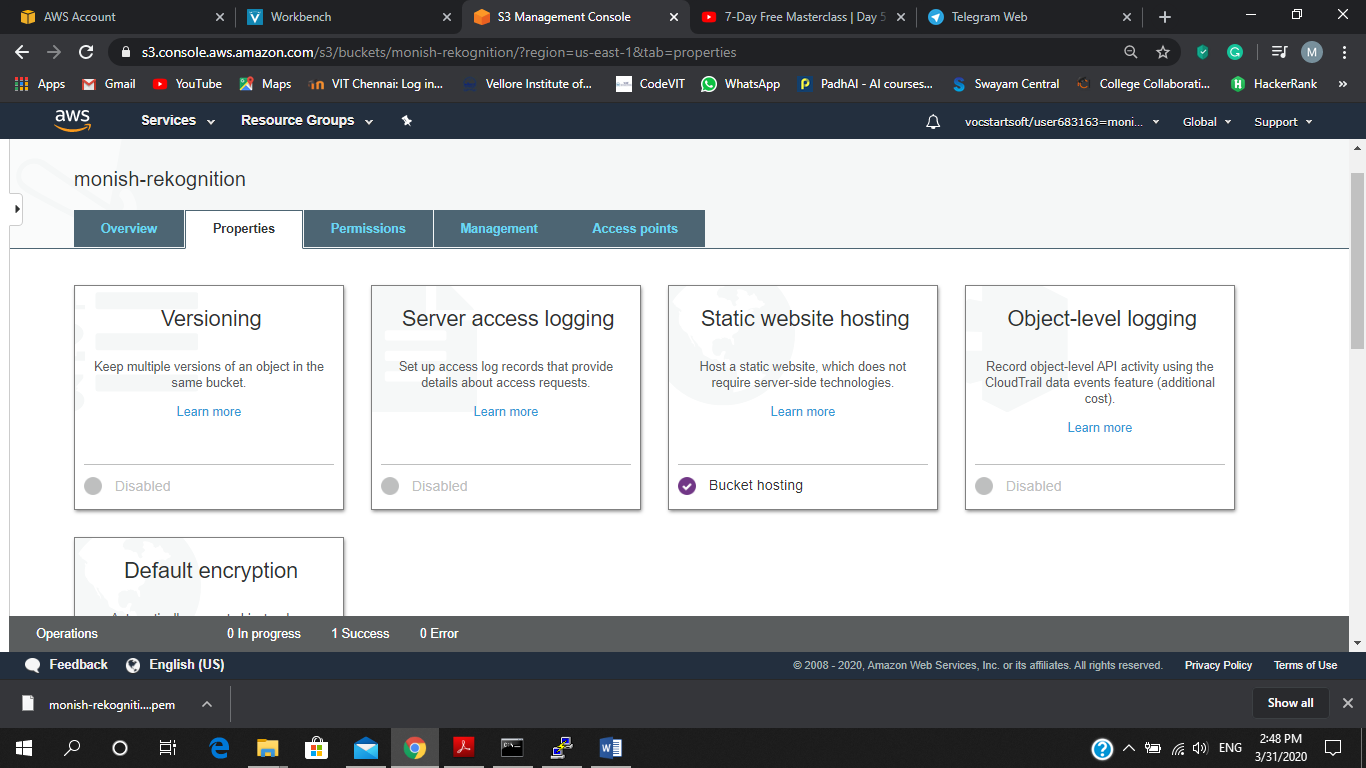 AWS Account
Workbench
S3 Management Console
7-Day Free Masterclass | Day 5
Telegram Web
s3.console.aws.amazon.com/s3/buckets/monish-rekognition/?region=us-east-1&tab=properties
M
Apps
Gmail
YouTube
Maps
VIT Chennai: Log in...
Vellore Institute of...
CodeVIT
WhatsApp
PadhAI - AI courses...
Swayam Central
College Collaborati...
HackerRank
aws
Services
Resource Groups
vocstartsoft/user683163=moni...
Global
Support
monish-rekognition
Overview
Properties
Permissions
Management
Access points
Versioning
Keep multiple versions of an object in the
same bucket.
Learn more
Disabled
Server access logging
Set up access log records that provide
details about access requests.
Learn more
Disabled
Static website hosting
Host a static website, which does not
require server-side technologies.
Learn more
Bucket hosting
Object-level logging
Record object-level API activity using the
CloudTrail data events feature (additional
cost).
Learn more
Disabled
Default encryption
Operations
0 In progress
1 Success
0 Error
Feedback
English (US)
© 2008 - 2020, Amazon Web Services, Inc. or its affiliates. All rights reserved.
Privacy Policy
Terms of Use
monish-rekogniti....pem
Show all
ENG
2:48 PM
3/31/2020